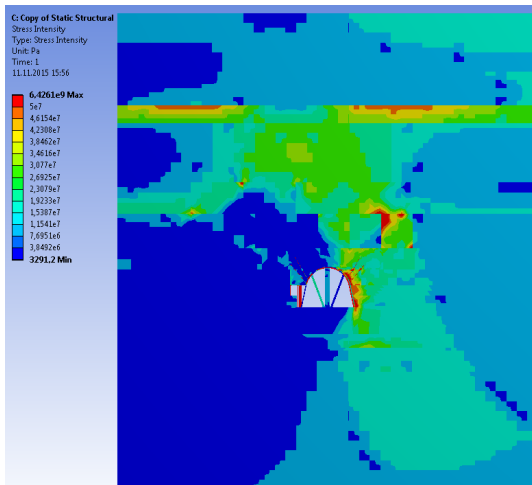 C: Copy of Static Structural
Stress Intensity
Type: Stress Intensity
Unit: Pa
Time: 1
11.11.2015 15:56
6,4261e9 Max
5e7
4,6154e7
4,2308e7
3,8462e7
3,4616e7
3,077e7
2,6925e7
2,3079e7
1,9233e7
1,5387e7
1,1541e7
7,6951e6
3,8492e6
3291,2 Min